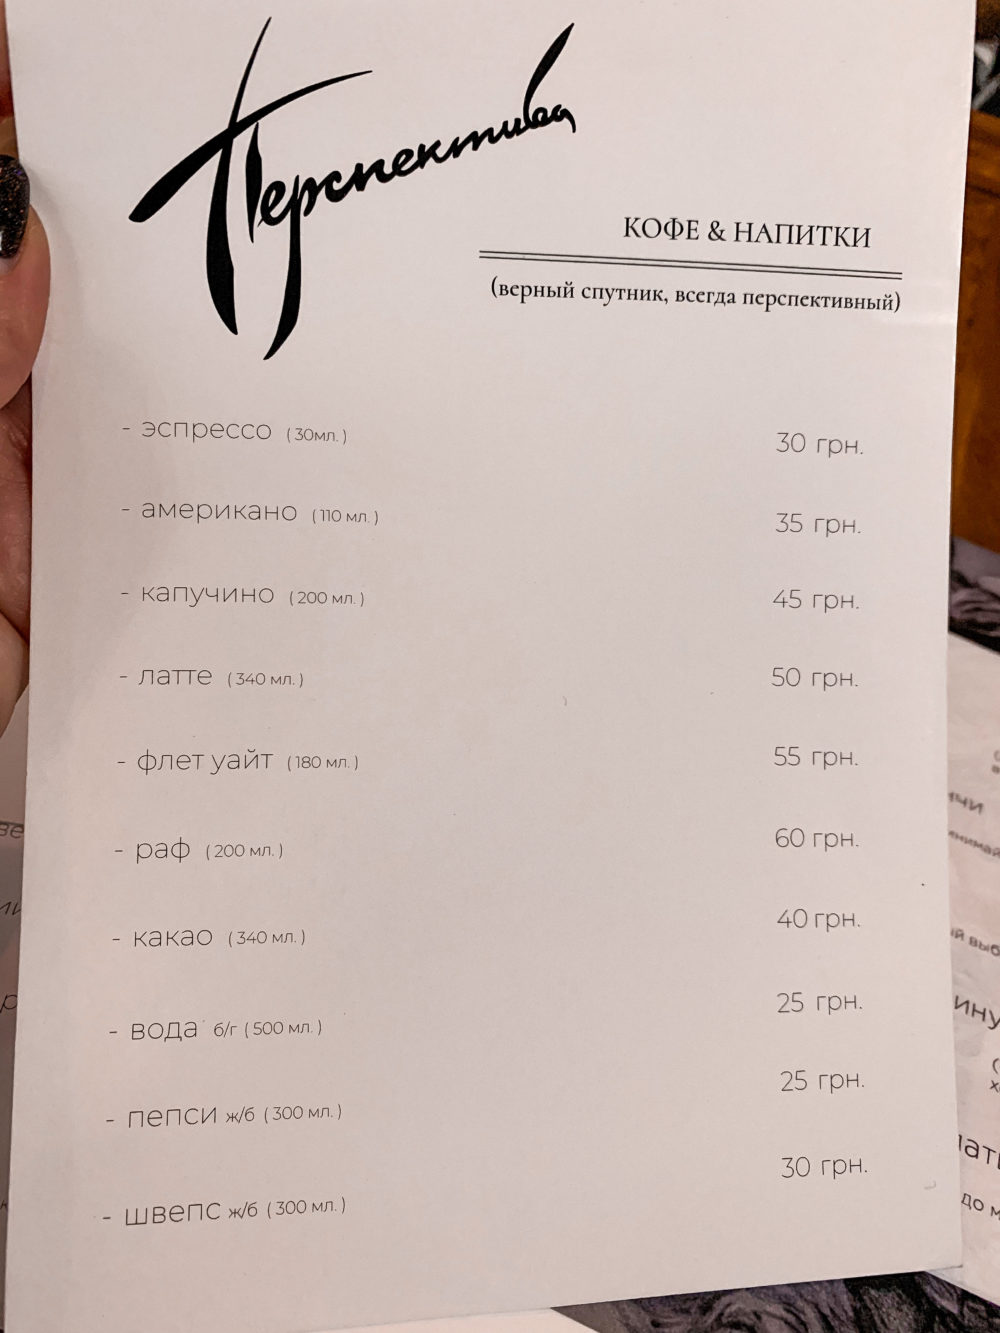 Перспектива
КОФЕ & НАПИТКИ
(верный спутник, всегда перспективный)
- эспрессо (30мл.) 30 грн.
- американо (110 мл.) 35 грн.
- капучино (200 мл.) 45 грн.
- латте (340 мл.) 50 грн.
- флет уайт (180 мл.) 55 грн.
- раф (200 мл.) 60 грн.
- какао (340 мл.) 40 грн.
- вода б/г (500 мл.) 25 грн.
- пепси ж/б (300 мл.) 25 грн.
- швепс ж/б (300 мл.) 30 грн.